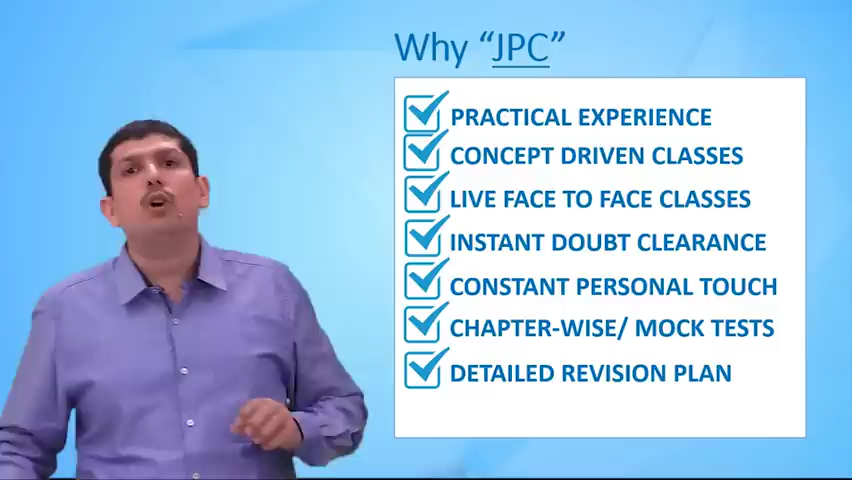 Why “JPC”
PRACTICAL EXPERIENCE
CONCEPT DRIVEN CLASSES
LIVE FACE TO FACE CLASSES
INSTANT DOUBT CLEARANCE
CONSTANT PERSONAL TOUCH
CHAPTER-WISE/ MOCK TESTS
DETAILED REVISION PLAN